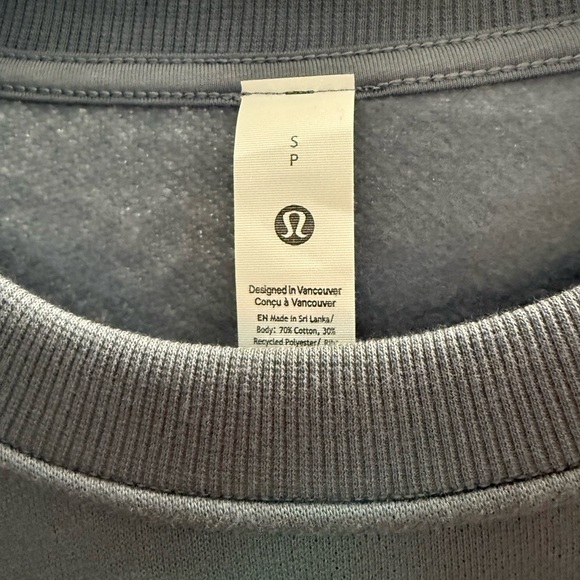 S
P
Designed in Vancouver
Conçu à Vancouver
EN Made in Sri Lanka/
Body: 70% Cotton, 30%
Recycled Polyester/